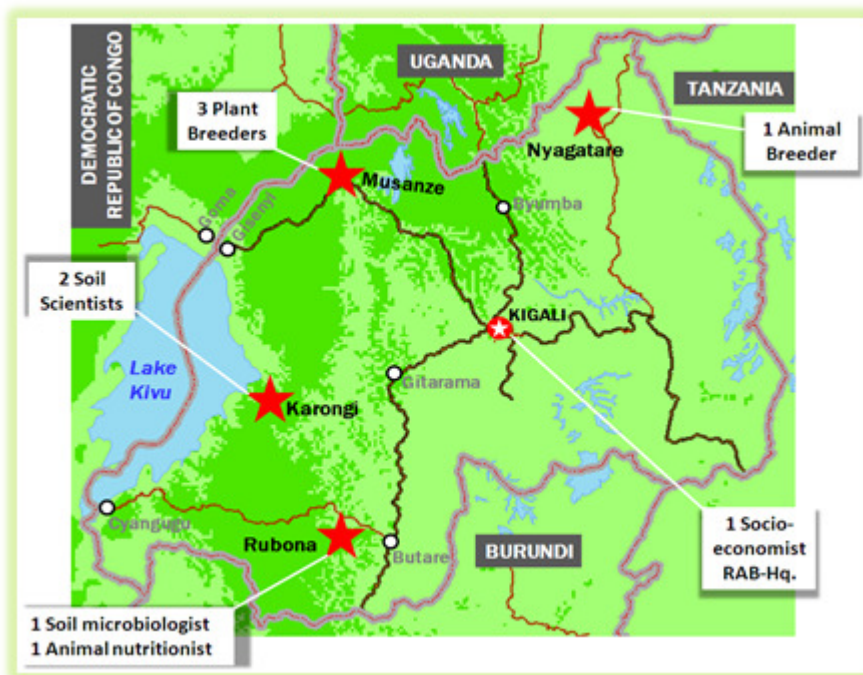 DEMOCRATIC
REPUBLIC OF CONGO
UGANDA
TANZANIA
3 Plant
Breeders
1 Animal
Breeder
Nyagatare
Musanze
Byumba
Goma
Gisenyi
2 Soil
Scientists
KIGALI
Lake
Kivu
Gitarama
Karongi
Cyangugu
Rubona
Butare
BURUNDI
1 Socio-
economist
RAB-Hq.
1 Soil microbiologist
1 Animal nutritionist